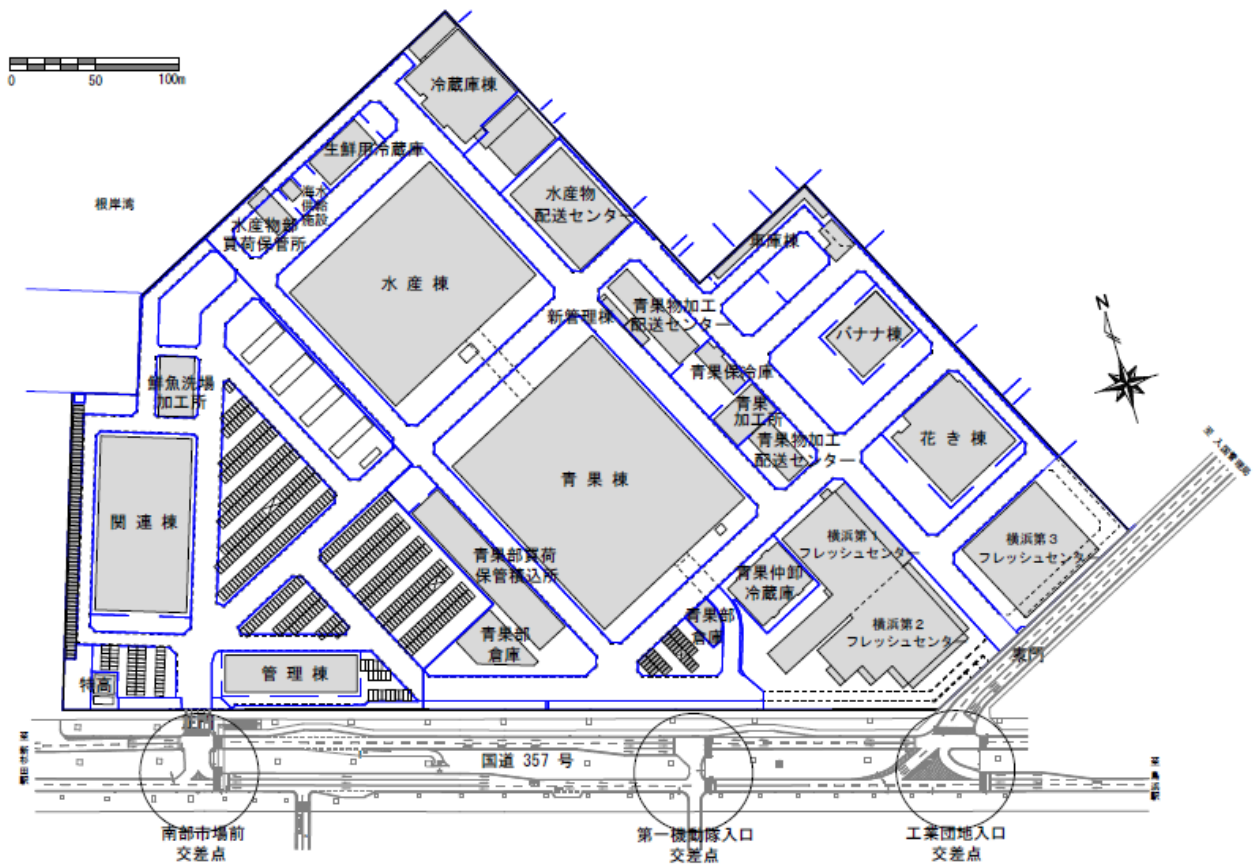 0 50 100m
冷蔵庫棟
生鮮用冷蔵庫
海水
供給
施設
根岸湾
水産物部
買荷保管所
水産物
配送センター
車庫棟
水 産 棟
新管理棟
青果物加工
配送センター
バナナ棟
N
青果保冷庫
鮮魚洗場
加工所
青果
加工所
青果物加工
配送センター
花 き 棟
至 入国管理局
青 果 棟
関 連 棟
横浜第1
フレッシュセンター
横浜第3
フレッシュセンター
青果部買荷
保管積込所
青果仲卸
冷蔵庫
青果部
倉庫
横浜第2
フレッシュセンター
青果部
倉庫
東門
管 理 棟
特高
国道 357 号
南部市場前
交差点
第一機動隊入口
交差点
工業団地入口
交差点